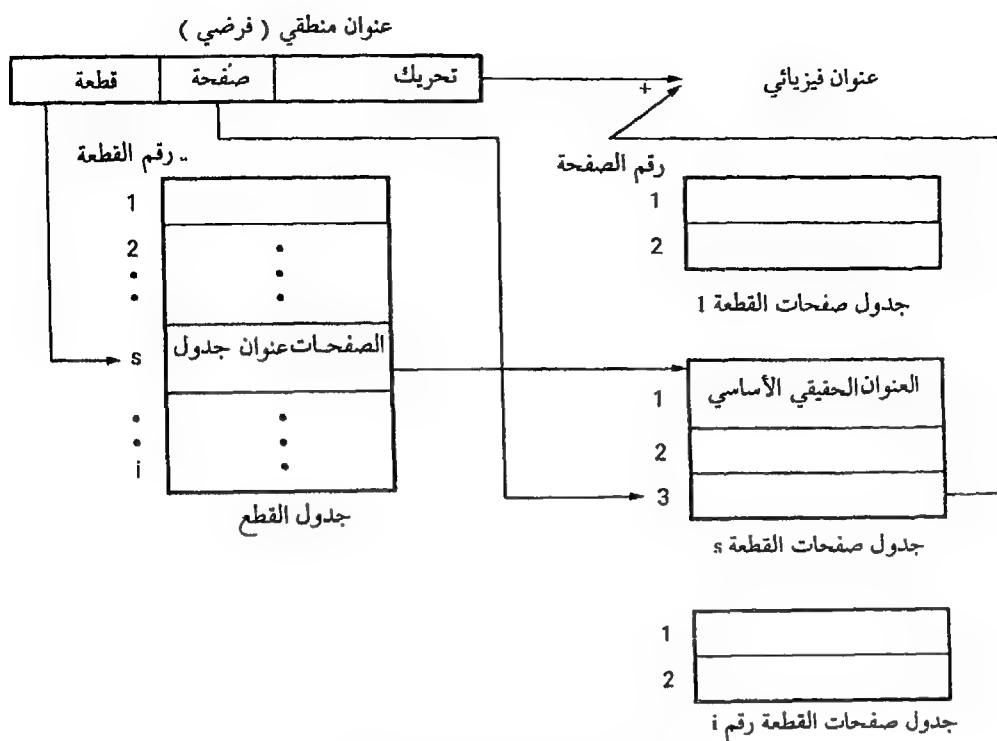 عنوان منطقي ( فرضي )
قطعة صفحة تحريك
+
عنوان فيزيائي
رقم القطعة
1
2
s
i
عنوان جدول الصفحات
جدول القطع
رقم الصفحة
1
2
جدول صفحات القطعة 1
1
العنوان الحقيقي الأساسي
2
3
جدول صفحات القطعة s
1
2
جدول صفحات القطعة رقم i